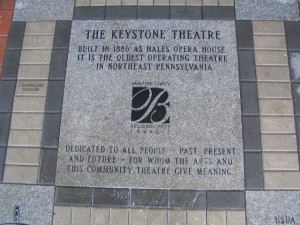 THE KEYSTONE THEATRE
BUILT IN 1886 AS HALES OPERA HOUSE
IT IS THE OLDEST OPERATING THEATRE
IN NORTHEAST PENNSYLVANIA
B
DEDICATED TO ALL PEOPLE - PAST, PRESENT
AND FUTURE - FOR WHOM THE ARTS AND
THIS COMMUNITY THEATRE GIVE MEANING.
USDA